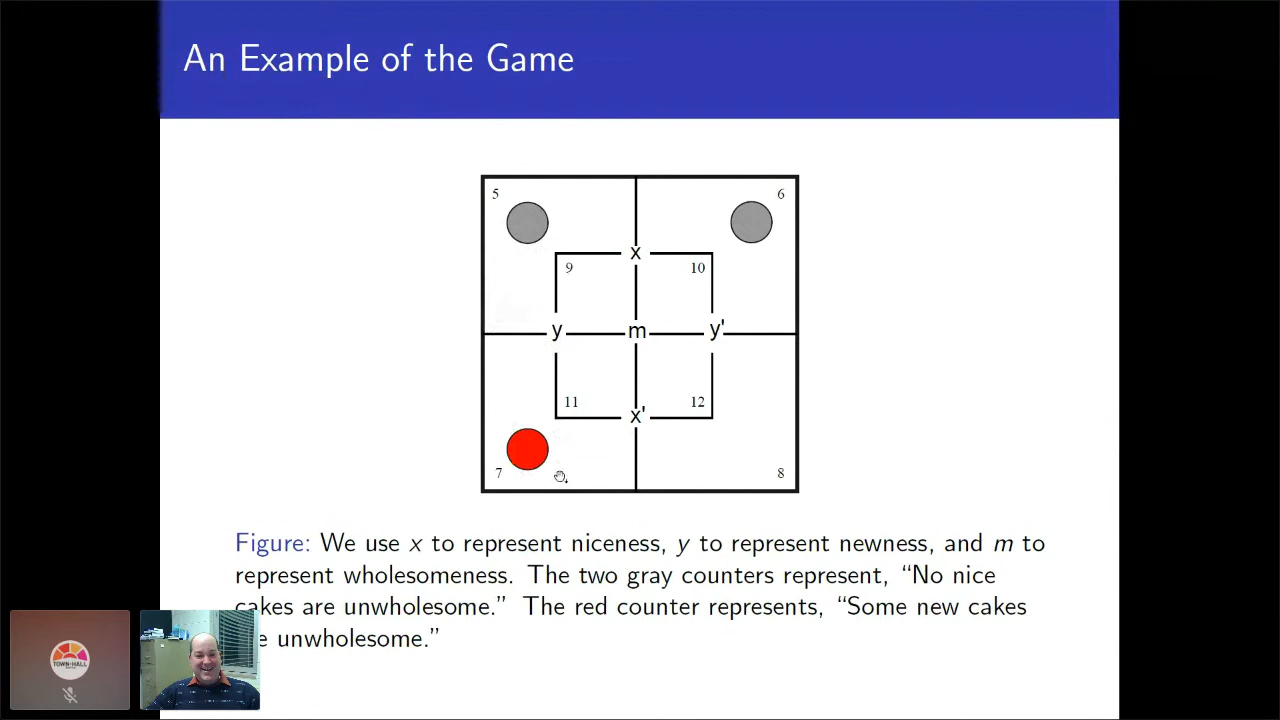 An Example of the Game
5
6
x
9
10
y
m
y'
11
12
x'
7
8
Figure: We use x to represent niceness, y to represent newness, and m to
represent wholesomeness. The two gray counters represent, “No nice
cakes are unwholesome.” The red counter represents, “Some new cakes
e unwholesome.”
TOWN HALL